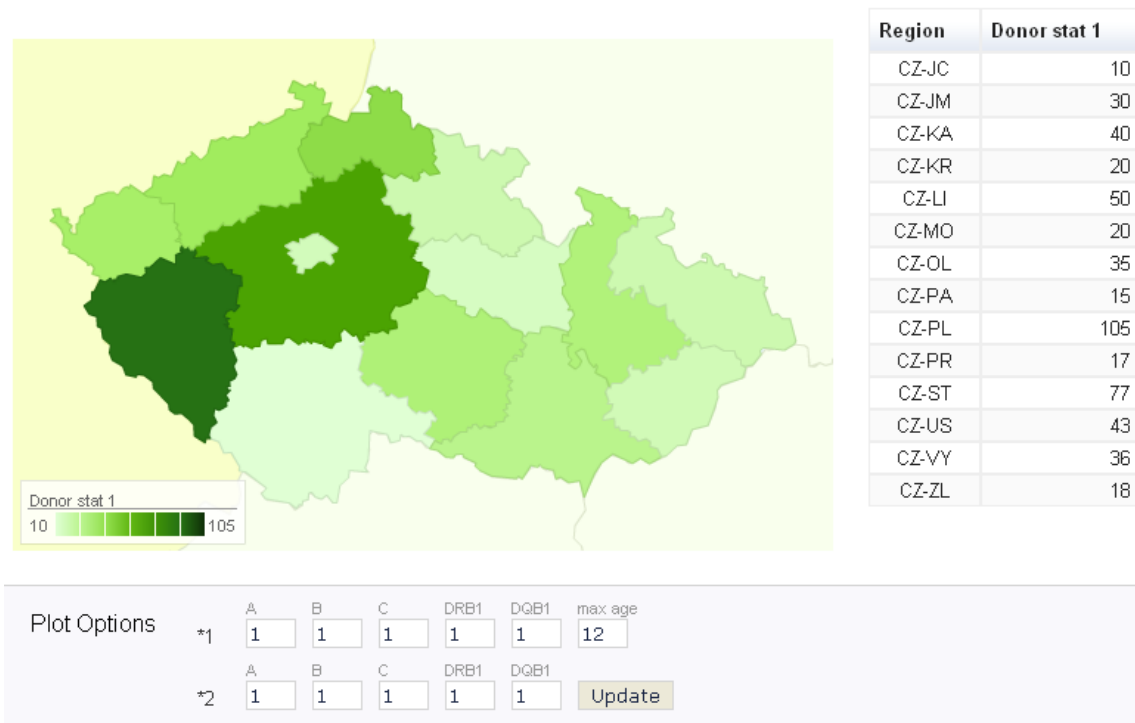 Region Donor stat 1
CZ-JC 10
CZ-JM 30
CZ-KA 40
CZ-KR 20
CZ-LI 50
CZ-MO 20
CZ-OL 35
CZ-PA 15
CZ-PL 105
CZ-PR 17
CZ-ST 77
CZ-US 43
CZ-VY 36
CZ-ZL 18
Donor stat 1
10 105
Plot Options
A B C DRB1 DQB1 max age
*1 1 1 1 1 1 12
A B C DRB1 DQB1
*2 1 1 1 1 1 Update